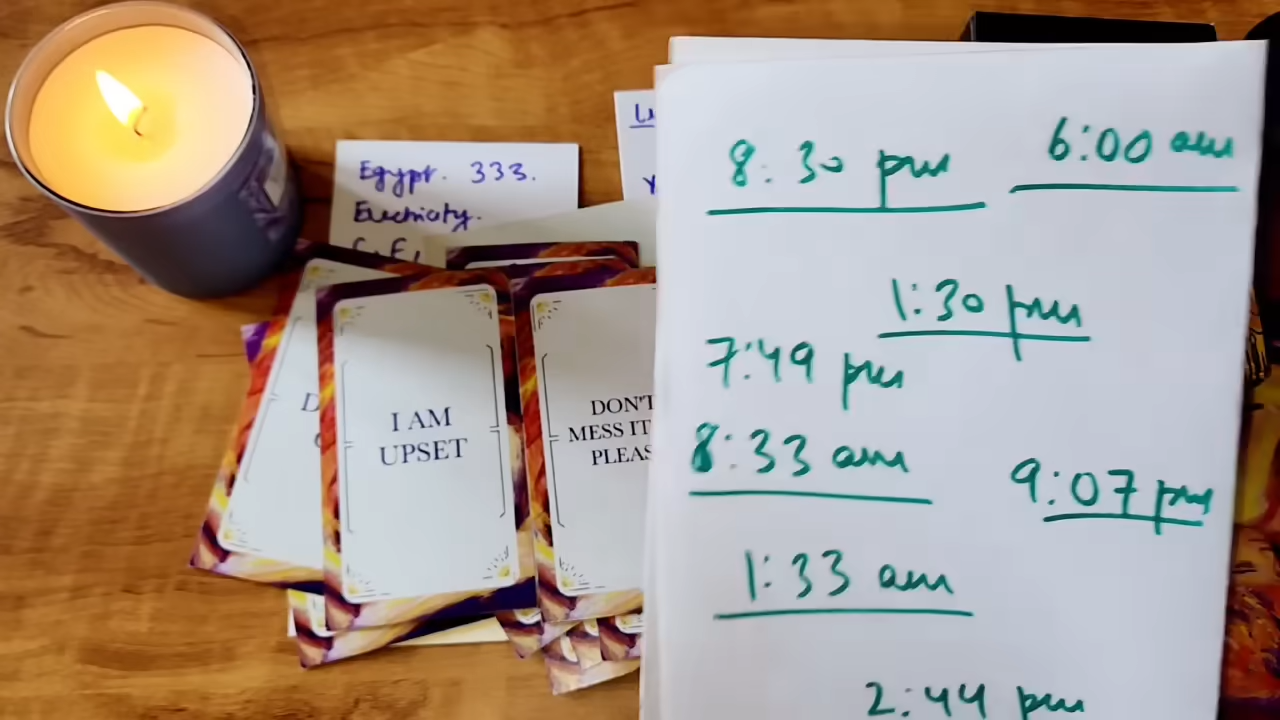 Egypt. 333.
Electricity.
I AM
UPSET
DON'T
MESS IT
8:30 pm
6:00 am
1:30 pm
7:49 pm
8:33 am
9:07 pm
1:33 am
2:44 pm